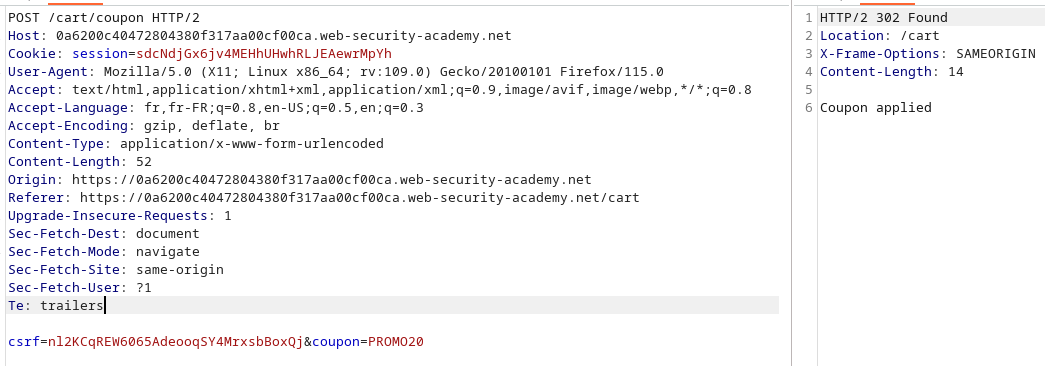 POST /cart/coupon HTTP/2
Host: 0a6200c40472804380f317aa00cf00ca.web-security-academy.net
Cookie: session=sdcNdjGx6jv4MEHhUHwhRLJEAewrMpYh
User-Agent: Mozilla/5.0 (X11; Linux x86_64; rv:109.0) Gecko/20100101 Firefox/115.0
Accept: text/html,application/xhtml+xml,application/xml;q=0.9,image/avif,image/webp,*/*;q=0.8
Accept-Language: fr,fr-FR;q=0.8,en-US;q=0.5,en;q=0.3
Accept-Encoding: gzip, deflate, br
Content-Type: application/x-www-form-urlencoded
Content-Length: 52
Origin: https://0a6200c40472804380f317aa00cf00ca.web-security-academy.net
Referer: https://0a6200c40472804380f317aa00cf00ca.web-security-academy.net/cart
Upgrade-Insecure-Requests: 1
Sec-Fetch-Dest: document
Sec-Fetch-Mode: navigate
Sec-Fetch-Site: same-origin
Sec-Fetch-User: ?1
Te: trailers
csrf=nl2KCqREW6065AdeooqSY4MrxsbBoxQj&coupon=PROMO20
1 HTTP/2 302 Found
2 Location: /cart
3 X-Frame-Options: SAMEORIGIN
4 Content-Length: 14
5
6 Coupon applied